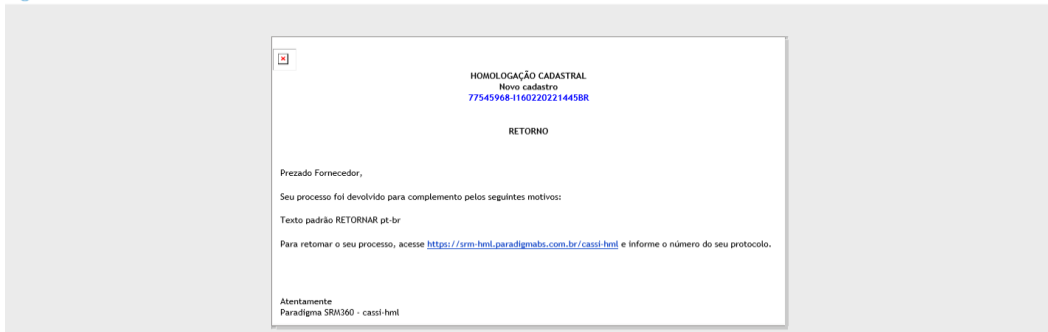 HOMOLOGAÇÃO CADASTRAL
Novo cadastro
77545968-I160220221445BR
RETORNO
Prezado Fornecedor,
Seu processo foi devolvido para complemento pelos seguintes motivos:
Texto padrão RETORNAR pt-br
Para retomar o seu processo, acesse https://srm-hml.paradigmabs.com.br/cassi-hml e informe o número do seu protocolo.
Atentamente
Paradigma SRM360 - cassi-hml